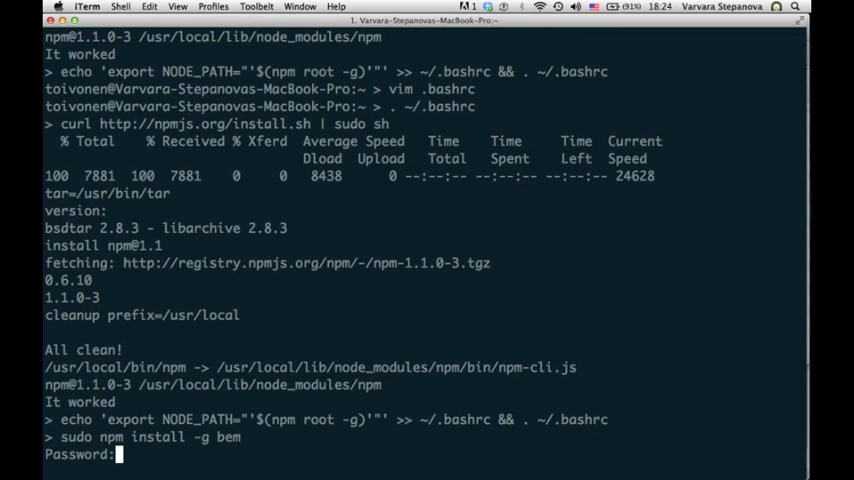 iTerm Shell Edit View Profiles Toolbelt Window Help 1 (91%) 18:24 Varvara Stepanova
1. Varvara-Stepanovas-MacBook-Pro:~
npm@1.1.0-3 /usr/local/lib/node_modules/npm
It worked
> echo 'export NODE_PATH="'$(npm root -g)'"' >> ~/.bashrc && . ~/.bashrc
toivonen@Varvara-Stepanovas-MacBook-Pro:~ > vim .bashrc
toivonen@Varvara-Stepanovas-MacBook-Pro:~ > . ~/.bashrc
> curl http://npmjs.org/install.sh | sudo sh
% Total % Received % Xferd Average Speed Time Time Time Current
Dload Upload Total Spent Left Speed
100 7881 100 7881 0 0 8438 0 --:--:-- --:--:-- --:--:-- 24628
tar=/usr/bin/tar
version:
bsdtar 2.8.3 - libarchive 2.8.3
install npm@1.1
fetching: http://registry.npmjs.org/npm/-/npm-1.1.0-3.tgz
0.6.10
1.1.0-3
cleanup prefix=/usr/local
All clean!
/usr/local/bin/npm -> /usr/local/lib/node_modules/npm/bin/npm-cli.js
npm@1.1.0-3 /usr/local/lib/node_modules/npm
It worked
> echo 'export NODE_PATH="'$(npm root -g)'"' >> ~/.bashrc && . ~/.bashrc
> sudo npm install -g bem
Password: